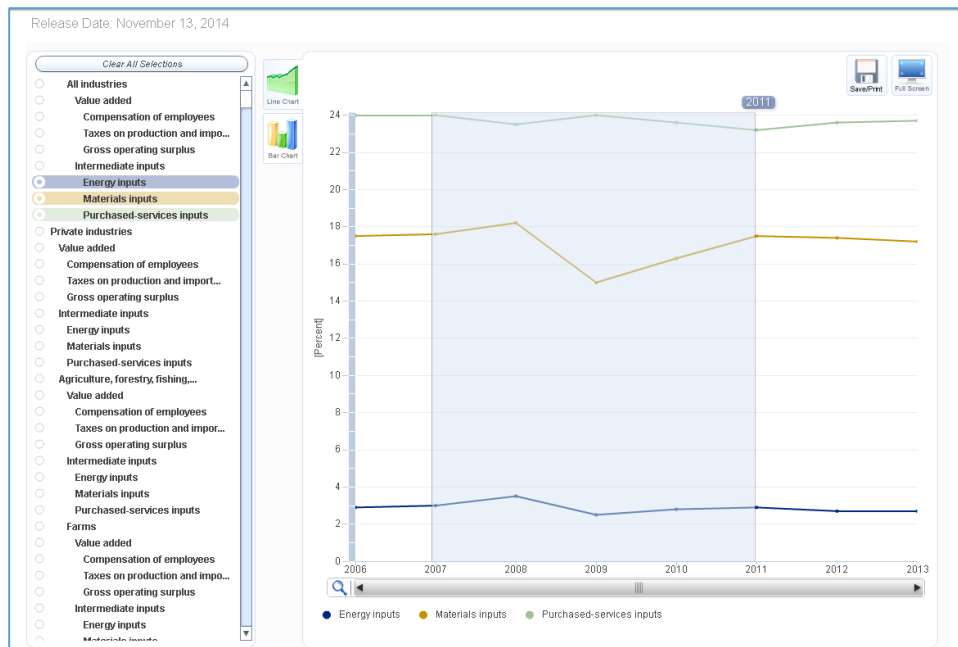 Release Date: November 13, 2014
Clear All Selections
All industries
Value added
Compensation of employees
Taxes on production and impo...
Gross operating surplus
Intermediate inputs
Energy inputs
Materials inputs
Purchased-services inputs
Private industries
Value added
Compensation of employees
Taxes on production and import...
Gross operating surplus
Intermediate inputs
Energy inputs
Materials inputs
Purchased-services inputs
Agriculture, forestry, fishing,...
Value added
Compensation of employees
Taxes on production and impor...
Gross operating surplus
Intermediate inputs
Energy inputs
Materials inputs
Purchased-services inputs
Farms
Value added
Compensation of employees
Taxes on production and impo...
Gross operating surplus
Intermediate inputs
Energy inputs
Materials inputs
Line Chart
Bar Chart
Save/Print
Full Screen
2011
24
22
20
18
16
14
12
10
8
6
4
2
0
[Percent]
2006 2007 2008 2009 2010 2011 2012 2013
Energy inputs Materials inputs Purchased-services inputs